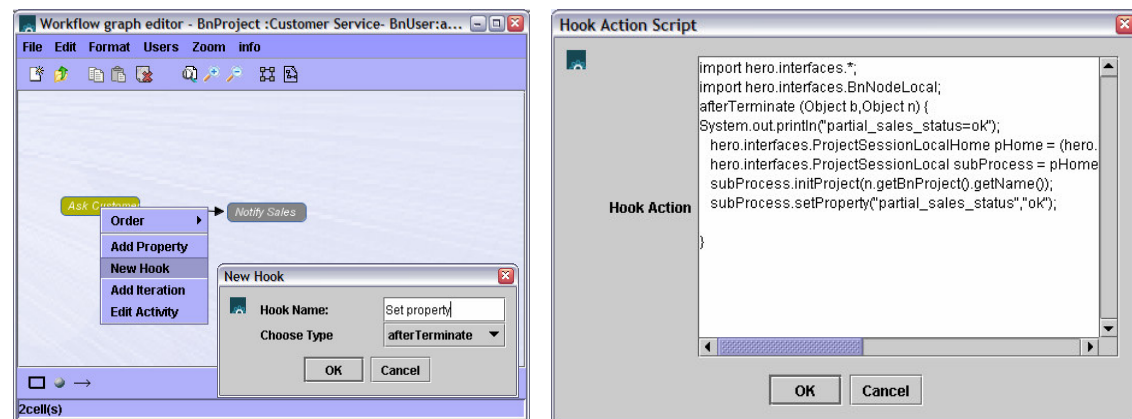 Workflow graph editor - BnProject :Customer Service- BnUser:a...
File Edit Format Users Zoom info
Ask Customer
Notify Sales
Order
Add Property
New Hook
Add Iteration
Edit Activity
New Hook
Hook Name: Set property
Choose Type afterTerminate
OK Cancel
2cell(s)
Hook Action Script
Hook Action
import hero.interfaces.*;
import hero.interfaces.BnNodeLocal;
afterTerminate (Object b,Object n) {
System.out.println("partial_sales_status=ok");
hero.interfaces.ProjectSessionLocalHome pHome = (hero.
hero.interfaces.ProjectSessionLocal subProcess = pHome
subProcess.initProject(n.getBnProject().getName());
subProcess.setProperty("partial_sales_status","ok");
}
OK Cancel